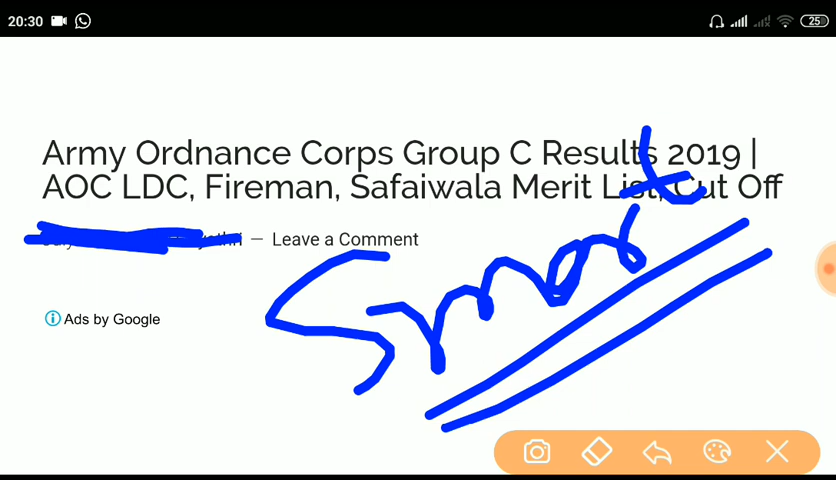 20:30
25
Army Ordnance Corps Group C Results 2019 |
AOC LDC, Fireman, Safaiwala Merit List, Cut Off
— Leave a Comment
Smart
Ads by Google